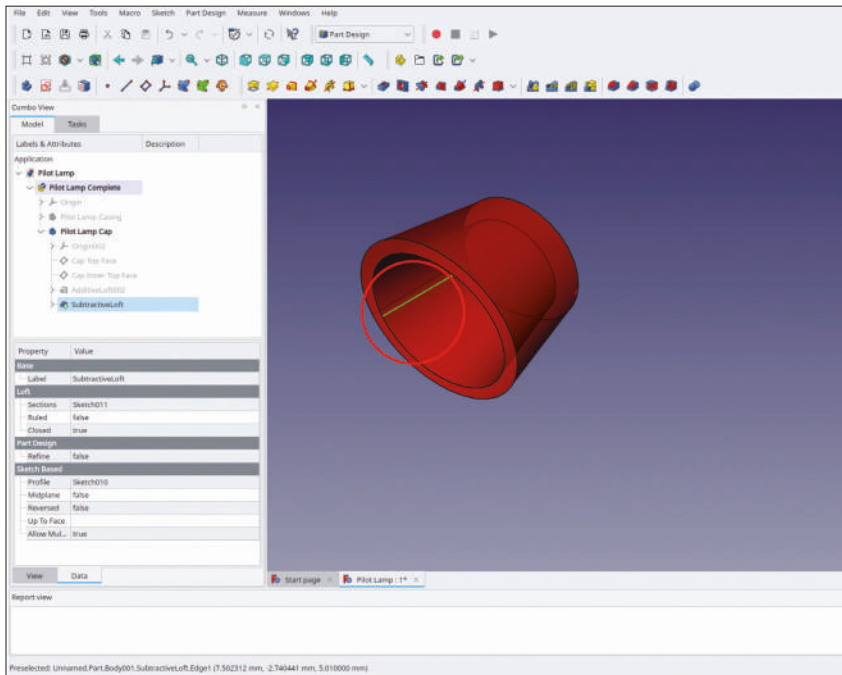 File Edit View Tools Macro Sketch Part Design Measure Windows Help
Part Design
Combo View
Model Tasks
Labels & Attributes Description
Application
Pilot Lamp
Pilot Lamp Complete
Origin
Pilot Lamp Casing
Pilot Lamp Cap
Origin002
Cap Top Face
Cap Inner Top Face
AdditiveLoft002
SubtractiveLoft
Property Value
Base
Label SubtractiveLoft
Loft
Sections Sketch011
Ruled false
Closed true
Part Design
Refine false
Sketch Based
Profile Sketch010
Midplane false
Reversed false
Up To Face
Allow Mul... true
View Data
Start page Pilot Lamp : 1*
Report view
Preselected: Unnamed.Part.Body001.SubtractiveLoft.Edge1 (7.502312 mm, -2.740441 mm, 5.010000 mm)